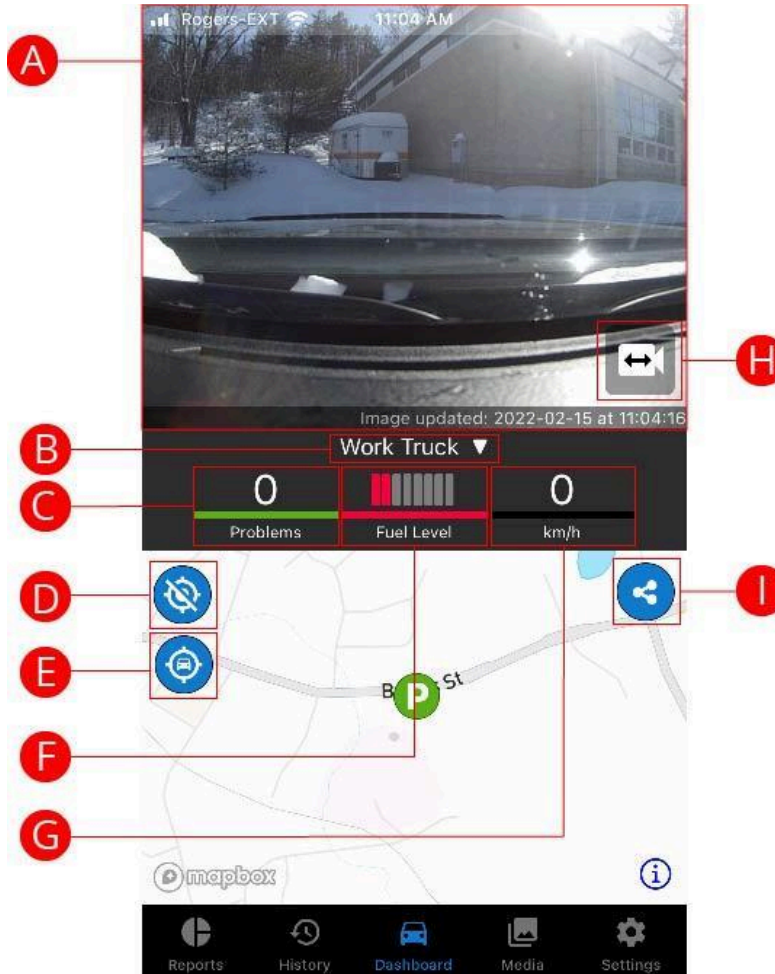 Rogers-EXT 11:04 AM
A
H
Image updated: 2022-02-15 at 11:04:16
B
Work Truck ▼
C
0
0
Problems
Fuel Level
km/h
D
I
E
P
St
F
G
mapbox
i
Reports
History
Dashboard
Media
Settings